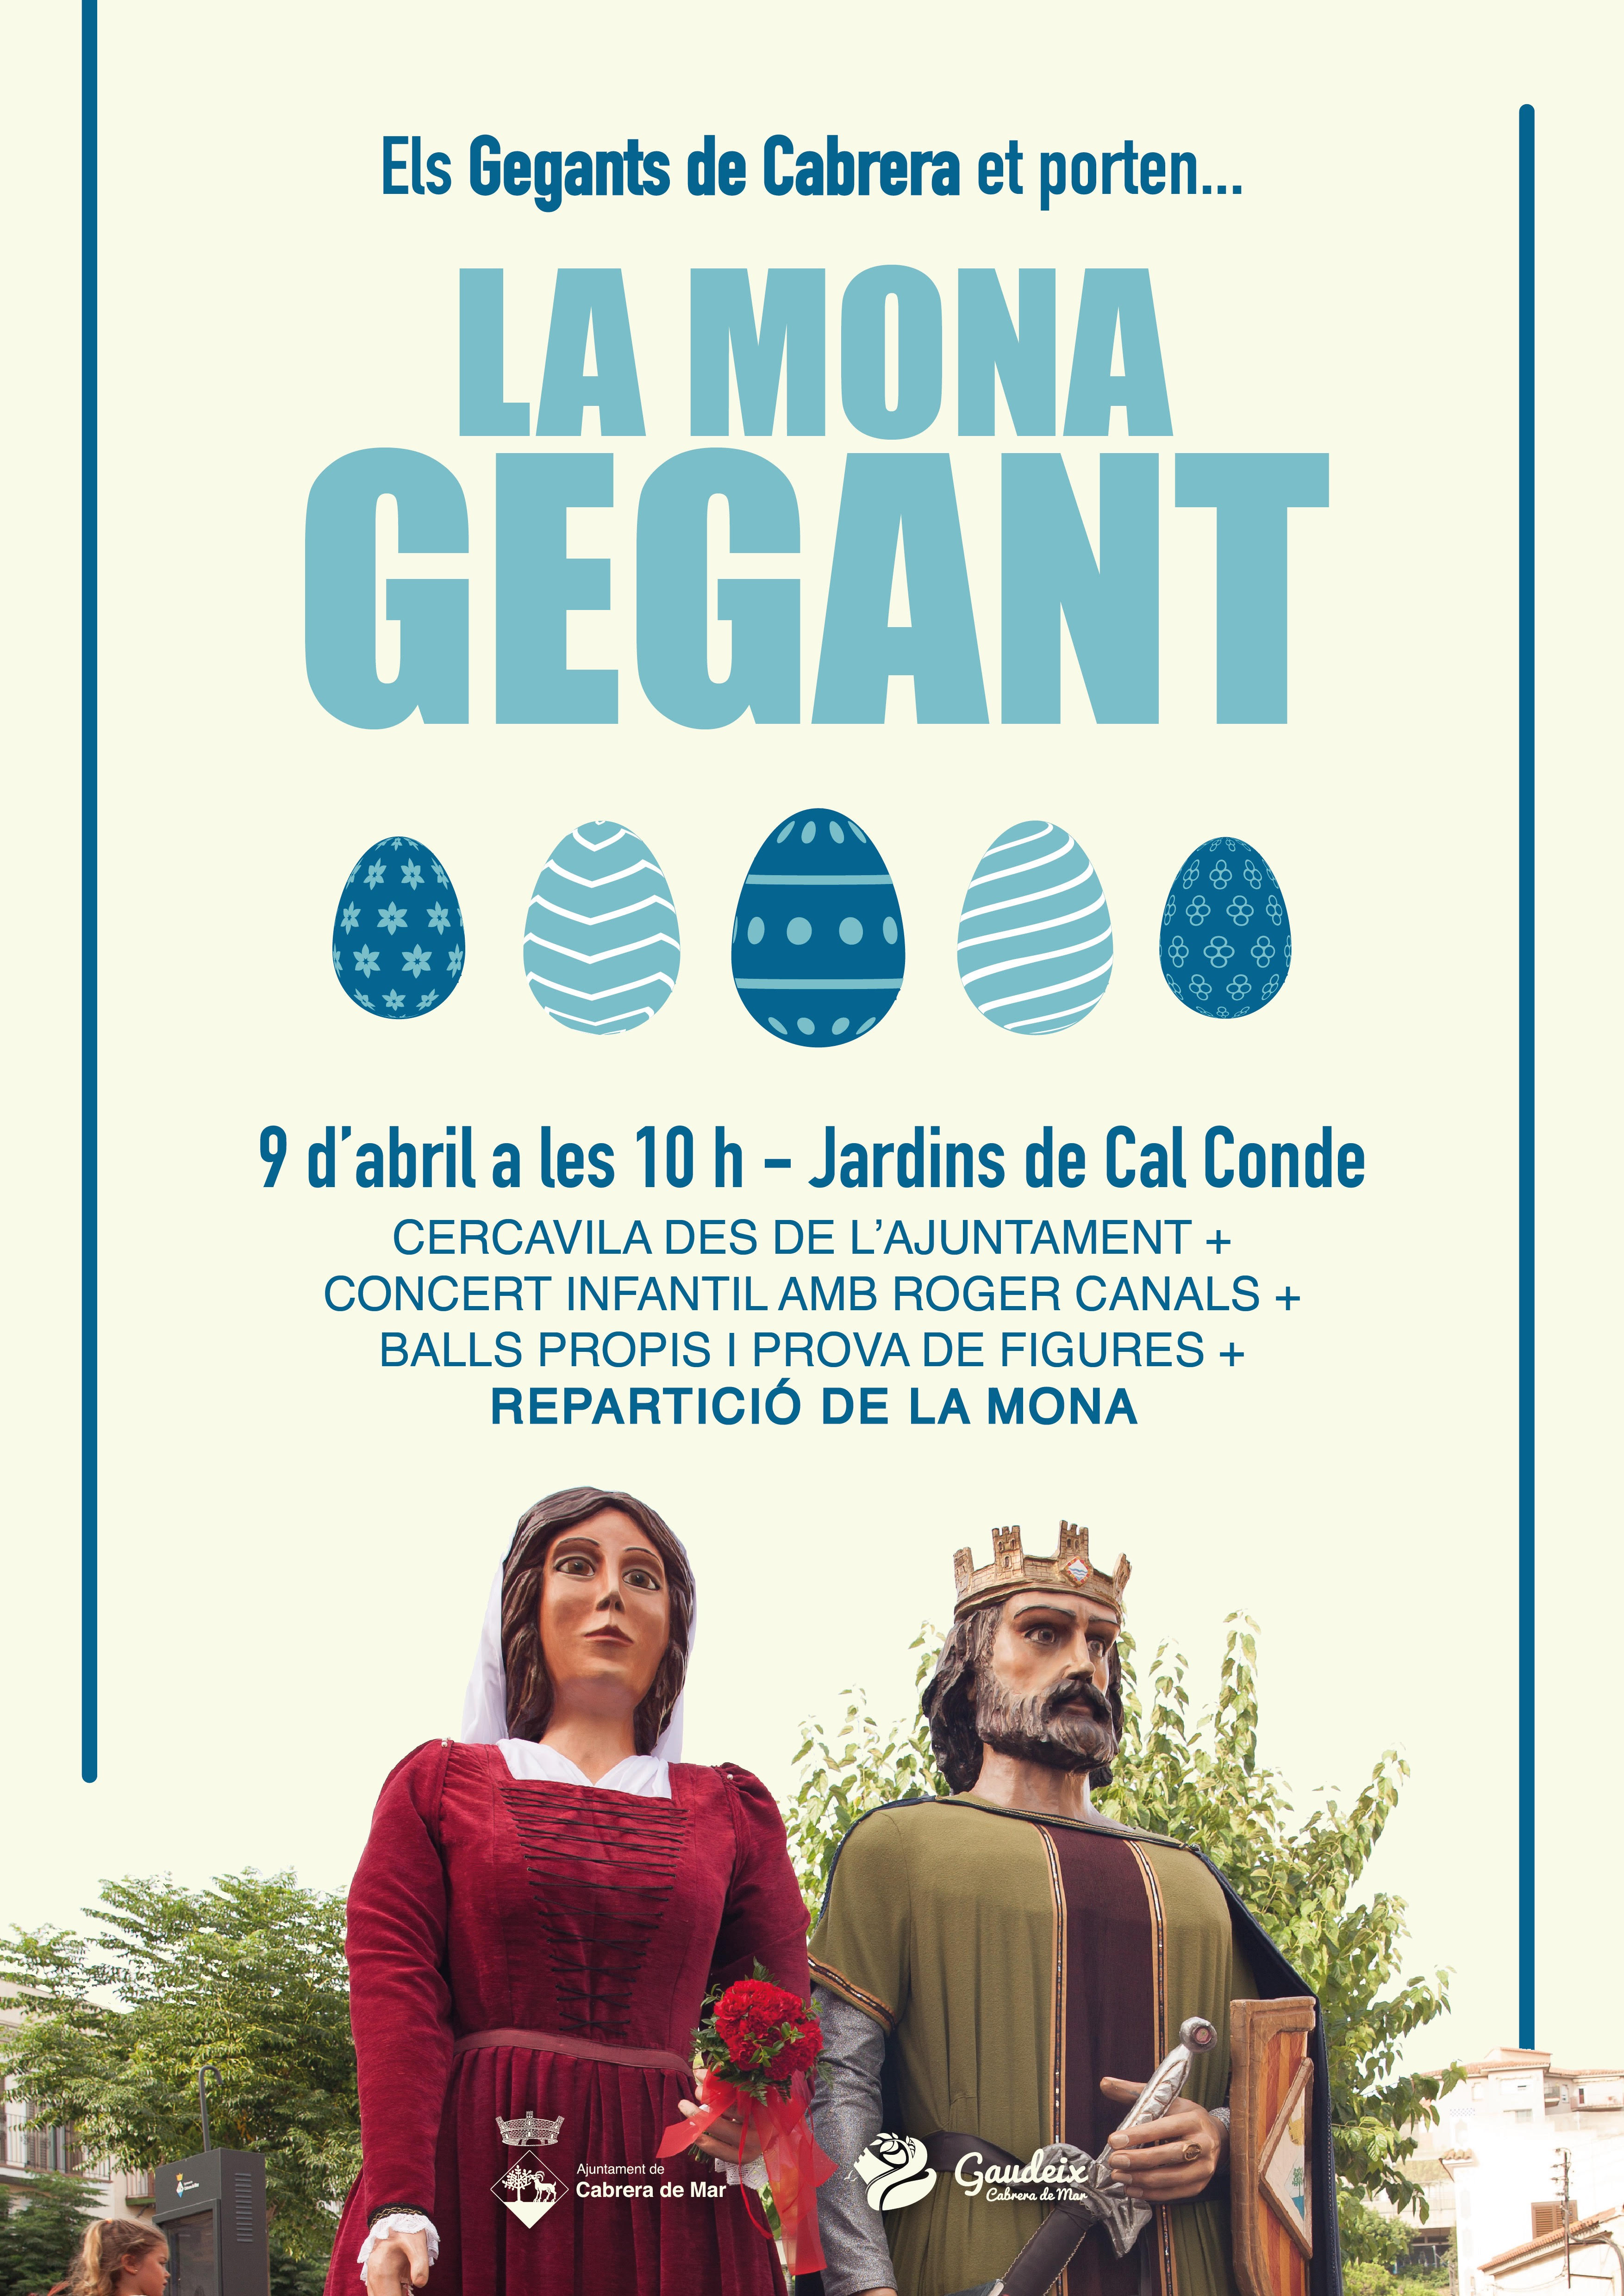 Els Gegants de Cabrera et porten...
LA MONA
GEGANT
9 d'abril a les 10 h – Jardins de Cal Conde
CERCAVILA DES DE L'AJUNTAMENT +
CONCERT INFANTIL AMB ROGER CANALS +
BALLS PROPIS I PROVA DE FIGURES +
REPARTICIÓ DE LA MONA
Ajuntament de
Cabrera de Mar
Gaudeix
Cabrera de Mar